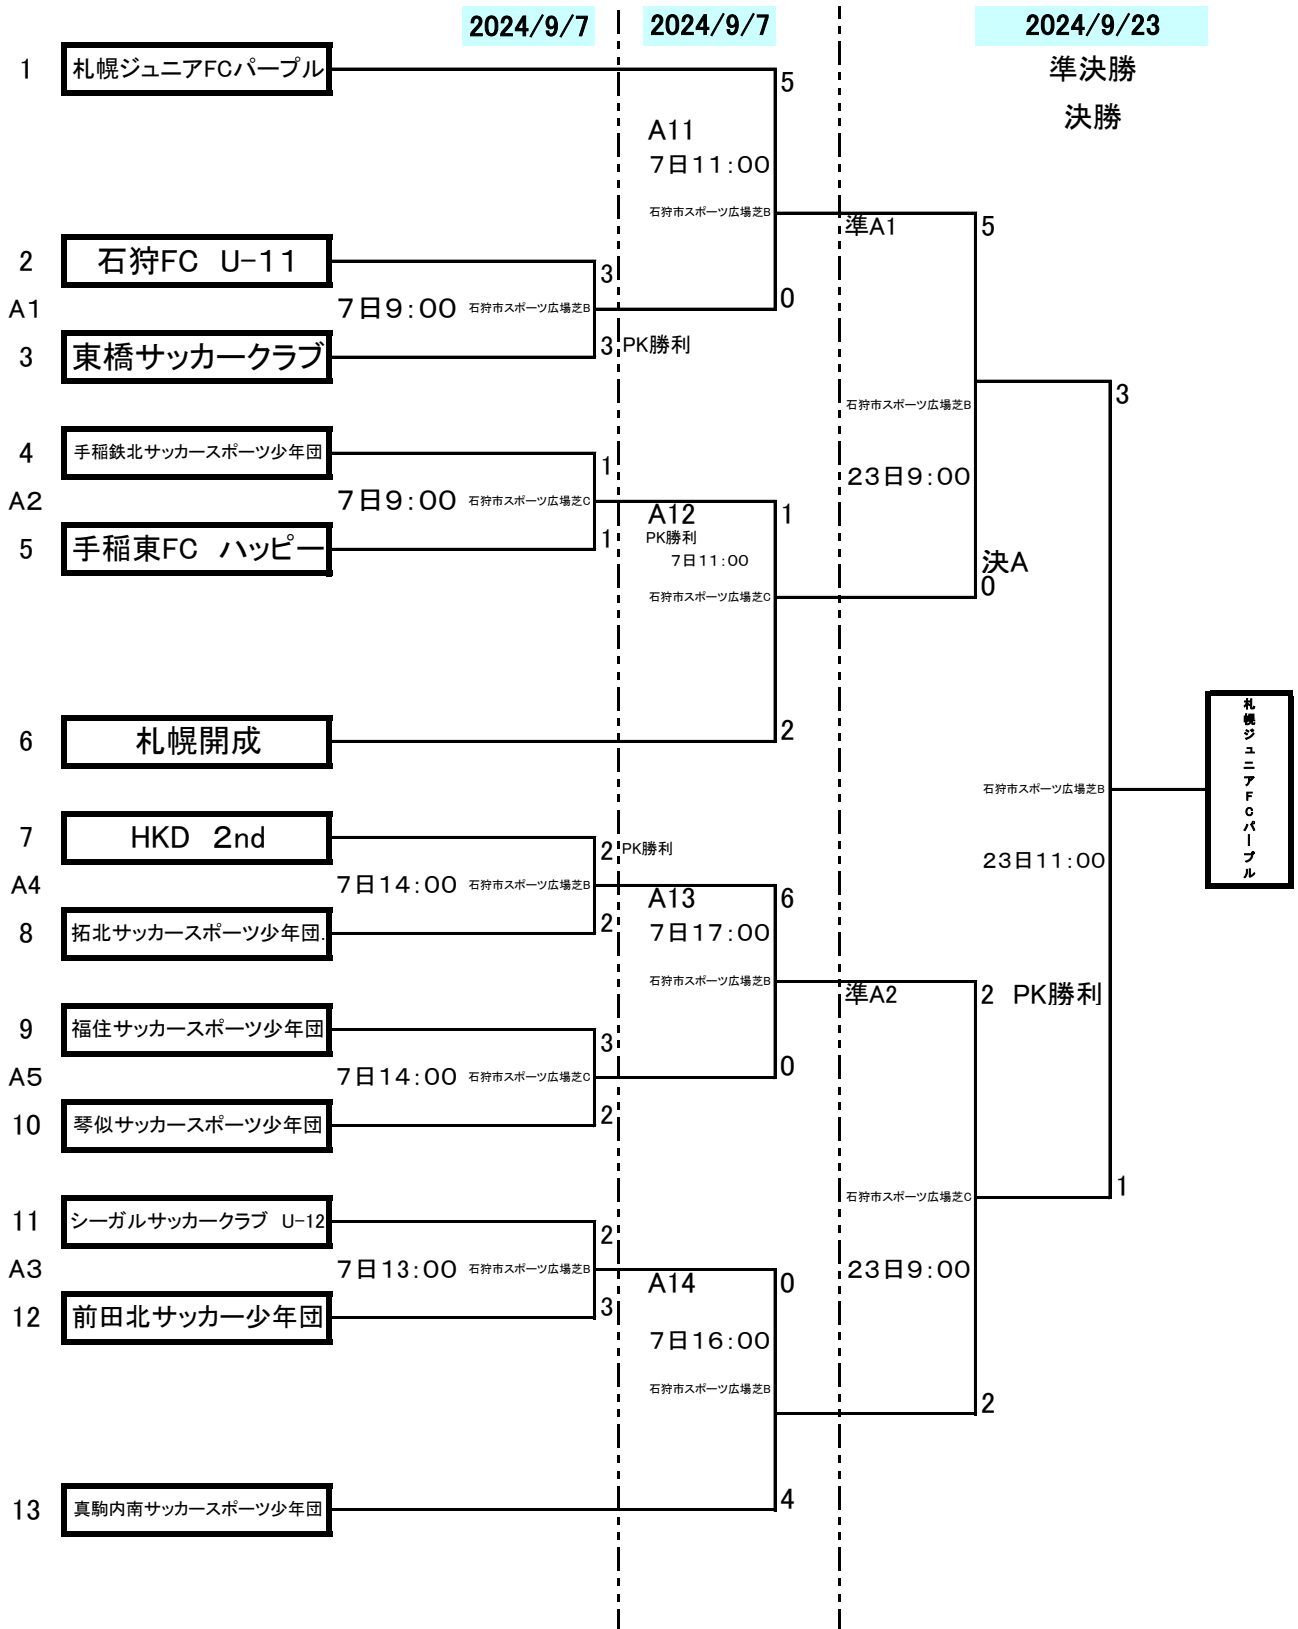 2024/9/7 2024/9/7 2024/9/23
1 札幌ジュニアFCパープル 5 準決勝
決勝
A11
7日11:00
石狩市スポーツ広場芝B
準A1 5
2 石狩FC U-11 3
A1 7日9:00 石狩市スポーツ広場芝B 0
3 東橋サッカークラブ 3 PK勝利
3
石狩市スポーツ広場芝B
4 手稲鉄北サッカースポーツ少年団 1
23日9:00
A2 7日9:00 石狩市スポーツ広場芝C
A12 1
PK勝利
5 手稲東FC ハッピー 1
7日11:00
決A
0
石狩市スポーツ広場芝C
6 札幌開成 2
札幌ジュニアFCパープル
石狩市スポーツ広場芝B
7 HKD 2nd 2 PK勝利
23日11:00
A4 7日14:00 石狩市スポーツ広場芝B
A13 6
8 拓北サッカースポーツ少年団. 2
7日17:00
石狩市スポーツ広場芝B
準A2 2 PK勝利
9 福住サッカースポーツ少年団 3
0
A5 7日14:00 石狩市スポーツ広場芝C
10 琴似サッカースポーツ少年団 2
1
石狩市スポーツ広場芝C
11 シーガルサッカークラブ U-12 2
A3 7日13:00 石狩市スポーツ広場芝B 23日9:00
A14 0
12 前田北サッカー少年団 3
7日16:00
石狩市スポーツ広場芝B
2
13 真駒内南サッカースポーツ少年団 4